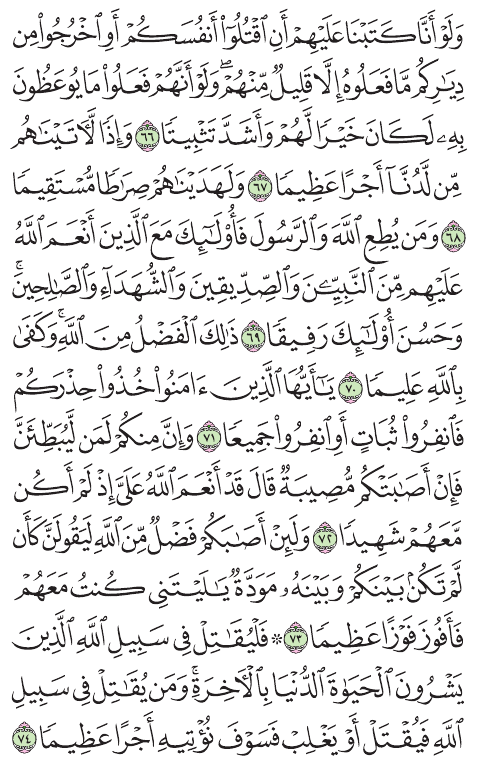 وَلَوْ أَنَّا كَتَبْنَا عَلَيْهِمْ أَنِ ٱقْتُلُوٓا۟ أَنفُسَكُمْ أَوِ ٱخْرُجُوا۟ مِن
دِيَـٰرِكُم مَّا فَعَلُوهُ إِلَّا قَلِيلٌ مِّنْهُمْ ۖ وَلَوْ أَنَّهُمْ فَعَلُوا۟ مَا يُوعَظُونَ
بِهِۦ لَكَانَ خَيْرًا لَّهُمْ وَأَشَدَّ تَثْبِيتًا ٦٦ وَإِذًا لَّـَٔاتَيْنَـٰهُم
مِّن لَّدُنَّآ أَجْرًا عَظِيمًا ٦٧ وَلَهَدَيْنَـٰهُمْ صِرَٰطًا مُّسْتَقِيمًا
٦٨ وَمَن يُطِعِ ٱللَّهَ وَٱلرَّسُولَ فَأُو۟لَـٰٓئِكَ مَعَ ٱلَّذِينَ أَنْعَمَ ٱللَّهُ
عَلَيْهِم مِّنَ ٱلنَّبِيِّـۧنَ وَٱلصِّدِّيقِينَ وَٱلشُّهَدَآءِ وَٱلصَّـٰلِحِينَ ۚ
وَحَسُنَ أُو۟لَـٰٓئِكَ رَفِيقًا ٦٩ ذَٰلِكَ ٱلْفَضْلُ مِنَ ٱللَّهِ ۚ وَكَفَىٰ
بِٱللَّهِ عَلِيمًا ٧٠ يَـٰٓأَيُّهَا ٱلَّذِينَ ءَامَنُوا۟ خُذُوا۟ حِذْرَكُمْ
فَٱنفِرُوا۟ ثُبَاتٍ أَوِ ٱنفِرُوا۟ جَمِيعًا ٧١ وَإِنَّ مِنكُمْ لَمَن لَّيُبَطِّئَنَّ
فَإِنْ أَصَـٰبَتْكُم مُّصِيبَةٌ قَالَ قَدْ أَنْعَمَ ٱللَّهُ عَلَىَّ إِذْ لَمْ أَكُن
مَّعَهُمْ شَهِيدًا ٧٢ وَلَئِنْ أَصَـٰبَكُمْ فَضْلٌ مِّنَ ٱللَّهِ لَيَقُولَنَّ كَأَن
لَّمْ تَكُنۢ بَيْنَكُمْ وَبَيْنَهُۥ مَوَدَّةٌ يَـٰلَيْتَنِى كُنتُ مَعَهُمْ
فَأَفُوزَ فَوْزًا عَظِيمًا ٧٣ ۞ فَلْيُقَـٰتِلْ فِى سَبِيلِ ٱللَّهِ ٱلَّذِينَ
يَشْرُونَ ٱلْحَيَوٰةَ ٱلدُّنْيَا بِٱلْـَٔاخِرَةِ ۚ وَمَن يُقَـٰتِلْ فِى سَبِيلِ
ٱللَّهِ فَيُقْتَلْ أَوْ يَغْلِبْ فَسَوْفَ نُؤْتِيهِ أَجْرًا عَظِيمًا ٧٤